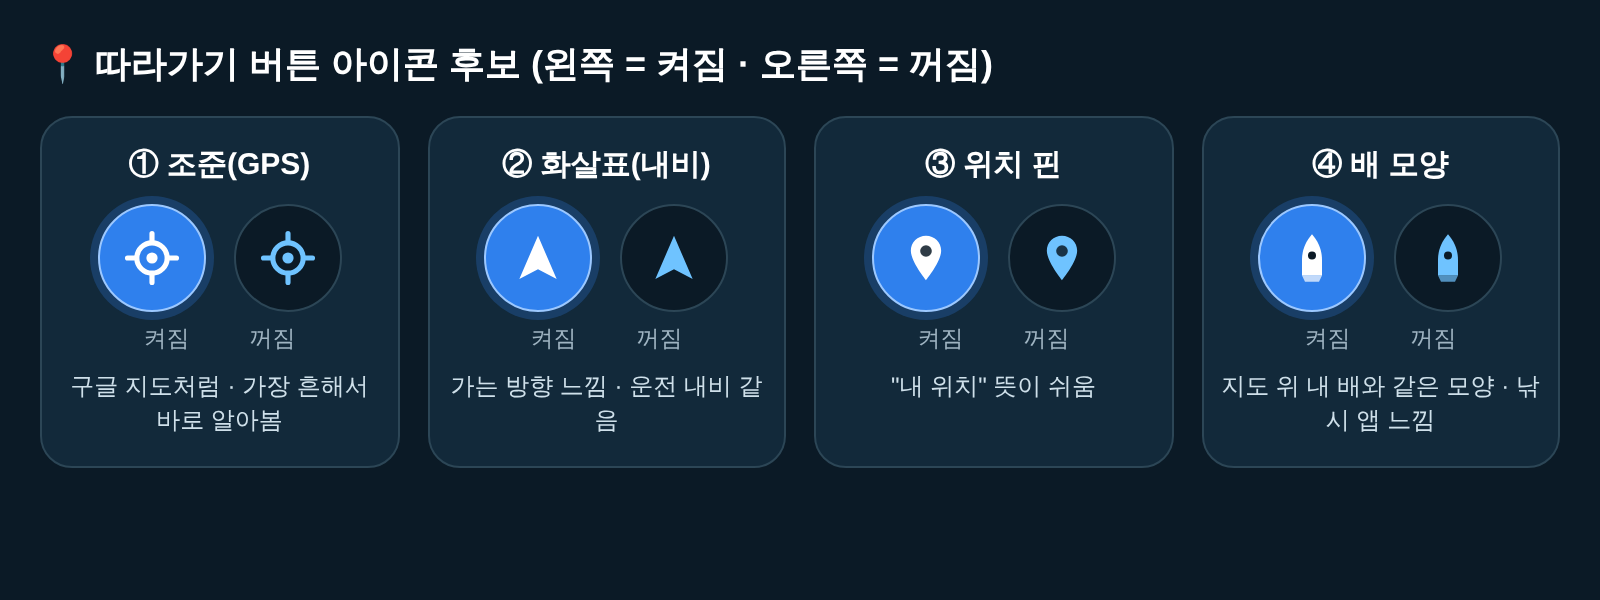 📍 따라가기 버튼 아이콘 후보 (왼쪽 = 켜짐 · 오른쪽 = 꺼짐)
① 조준(GPS)
켜짐 꺼짐
구글 지도처럼 · 가장 흔해서
바로 알아봄
② 화살표(내비)
켜짐 꺼짐
가는 방향 느낌 · 운전 내비 같
음
③ 위치 핀
켜짐 꺼짐
"내 위치" 뜻이 쉬움
④ 배 모양
켜짐 꺼짐
지도 위 내 배와 같은 모양 · 낚
시 앱 느낌